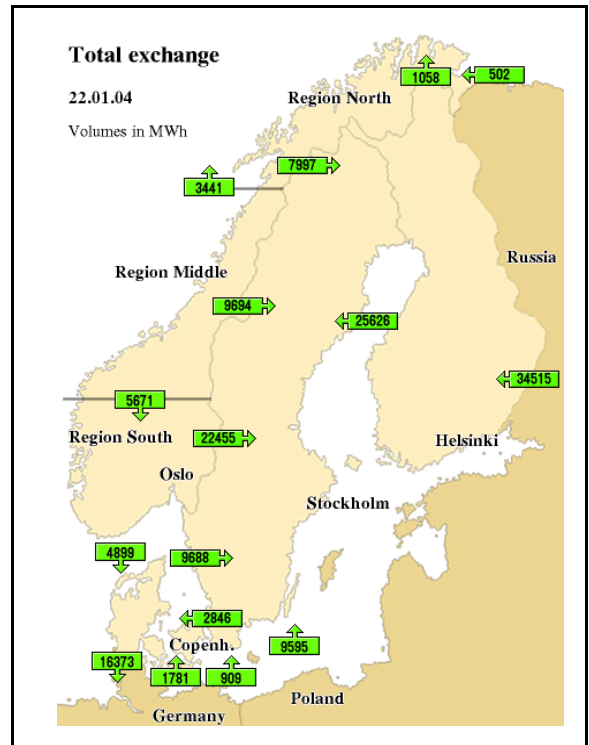 Total exchange
1058
502
22.01.04
Region North
Volumes in MWh
7997
3441
Russia
Region Middle
9694
25626
34515
5671
Region South
22455
Helsinki
Oslo
Stockholm
4899
9688
2846
Copenh.
9595
16373
1781
909
Poland
Germany